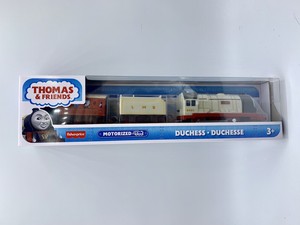 THOMAS
& FRIENDS
Fisher-Price
MOTORIZED
DUCHESS • DUCHESSE
3+